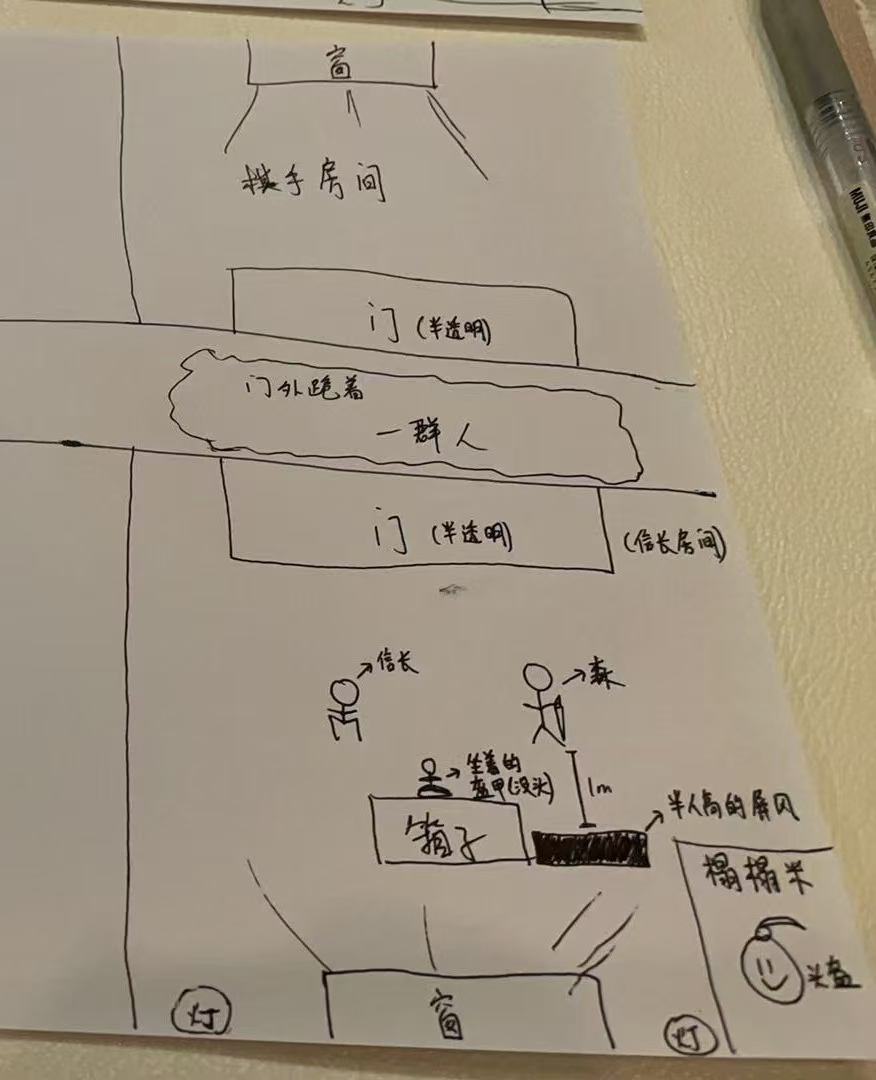 窗
棋手房间
门(半透明)
门外跪着
一群人
门(半透明)
(信长房间)
信长
森
坐着的
盔甲(没头)
1m
箱子
半人高的屏风
榻榻米
头盔
灯
窗
灯
MUJI